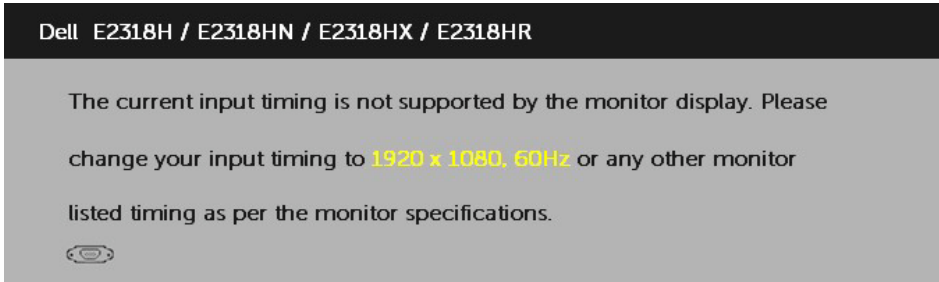 Dell E2318H / E2318HN / E2318HX / E2318HR
The current input timing is not supported by the monitor display. Please
change your input timing to 1920 x 1080, 60Hz or any other monitor
listed timing as per the monitor specifications.